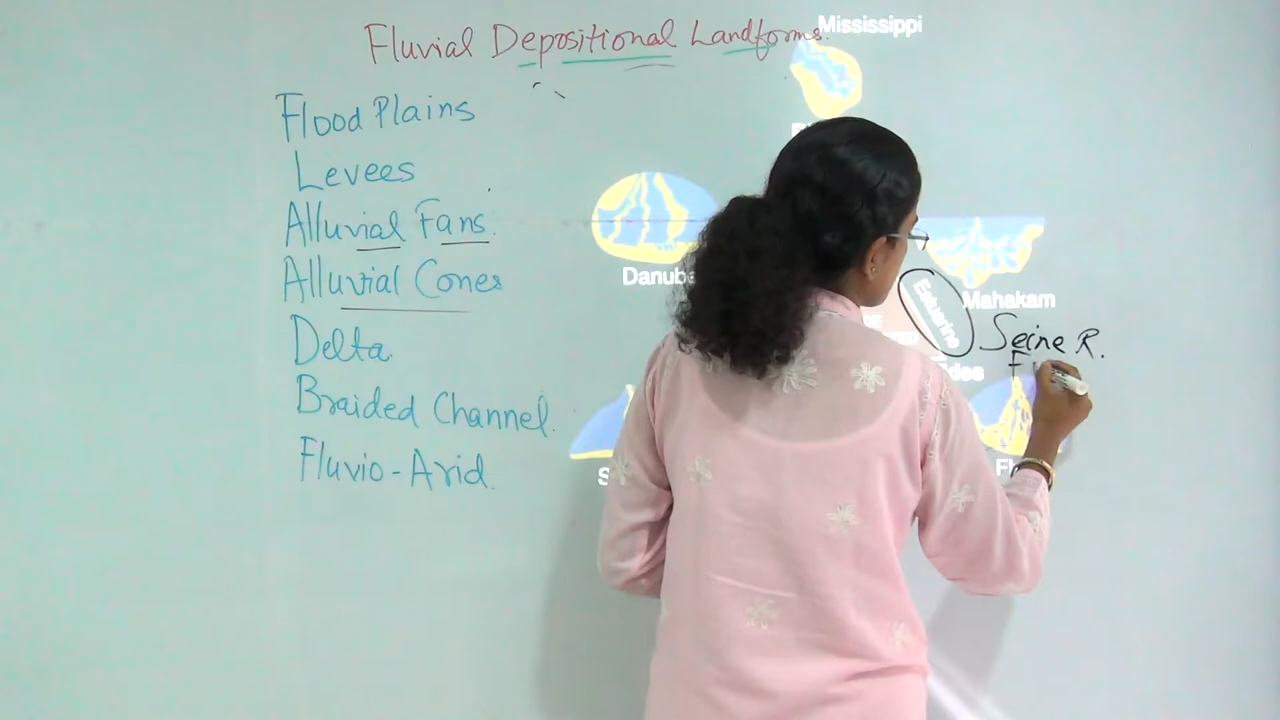 Fluvial Depositional Landforms.
Mississippi
Flood Plains
Levees
Alluvial Fans.
Alluvial Cones
Delta
Braided Channel.
Fluvio-Arid.
Mahakam
Estuarine
Seine R.